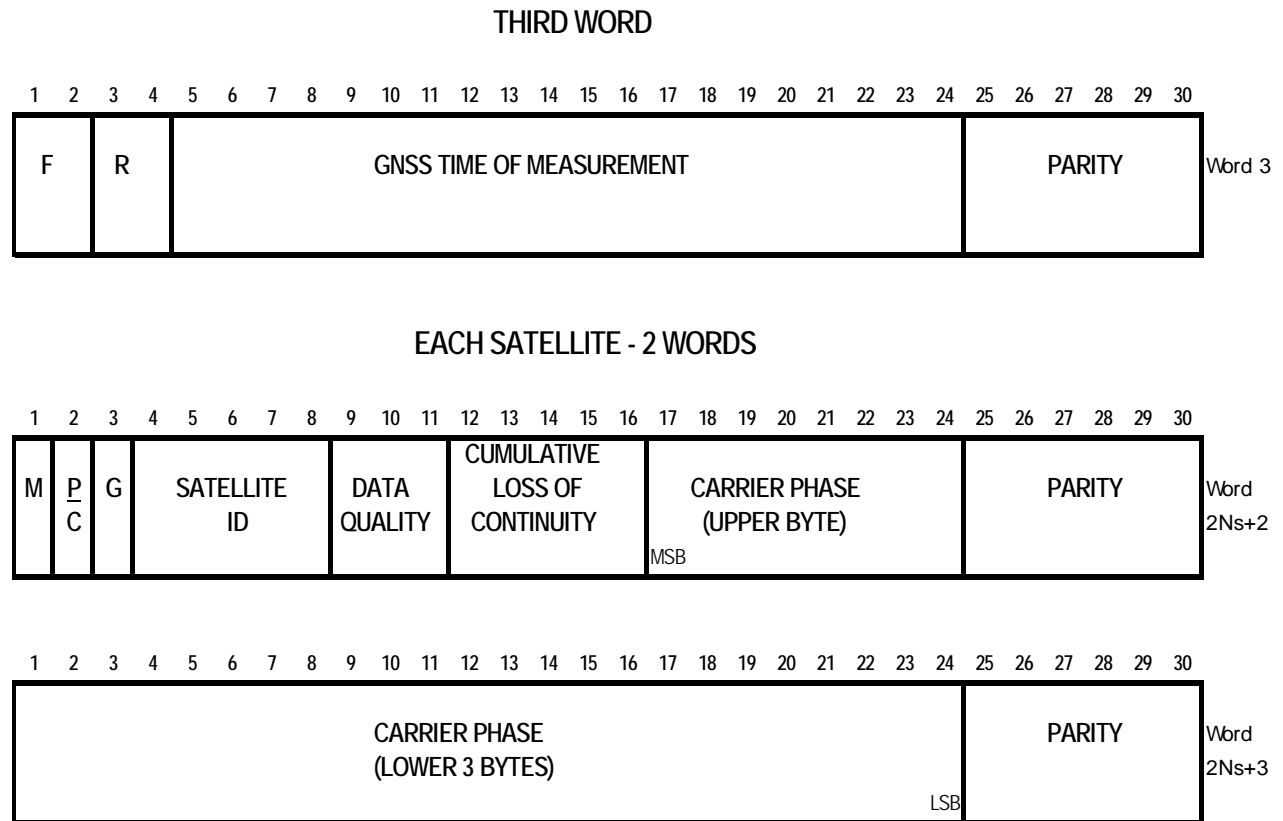 THIRD WORD
1 2 3 4 5 6 7 8 9 10 11 12 13 14 15 16 17 18 19 20 21 22 23 24 25 26 27 28 29 30
F R GNSS TIME OF MEASUREMENT PARITY Word 3
EACH SATELLITE - 2 WORDS
1 2 3 4 5 6 7 8 9 10 11 12 13 14 15 16 17 18 19 20 21 22 23 24 25 26 27 28 29 30
CUMULATIVE
M P G SATELLITE DATA LOSS OF CARRIER PHASE PARITY Word
C ID QUALITY CONTINUITY (UPPER BYTE) 2Ns+2
MSB
1 2 3 4 5 6 7 8 9 10 11 12 13 14 15 16 17 18 19 20 21 22 23 24 25 26 27 28 29 30
CARRIER PHASE PARITY Word
(LOWER 3 BYTES) 2Ns+3
LSB